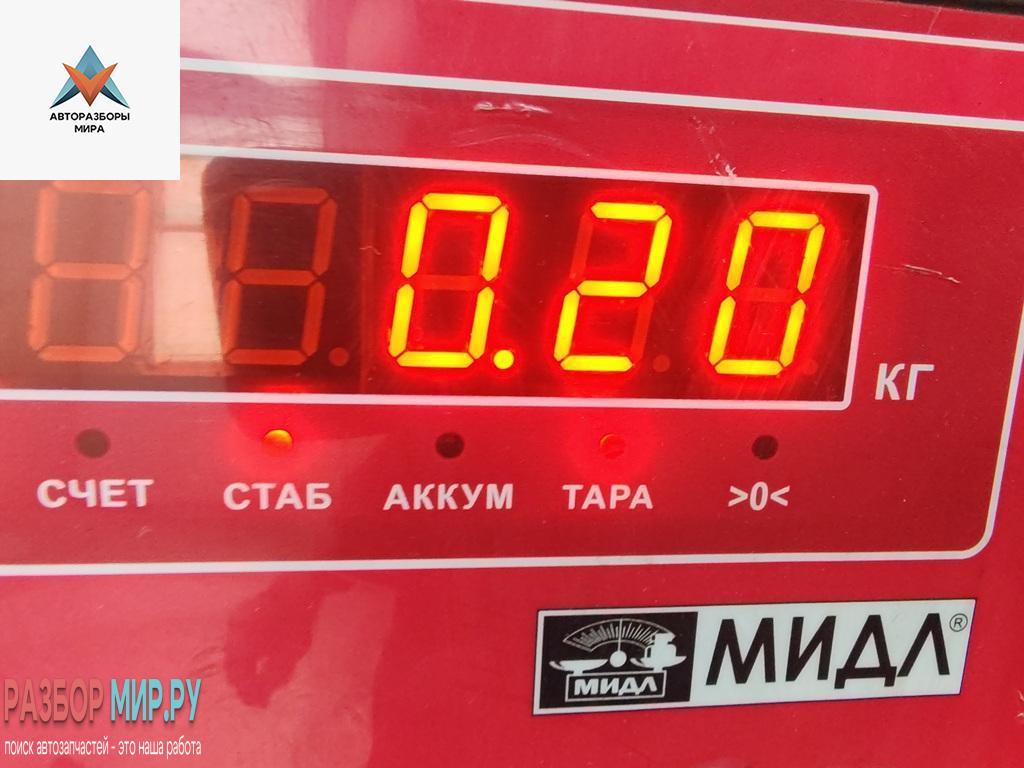 АВТОРАЗБОРЫ
МИРА
0.20
КГ
СЧЕТ СТАБ АККУМ ТАРА >0<
МИДЛ МИДЛ®
РАЗБОР МИР.РУ
поиск автозапчастей - это наша работа